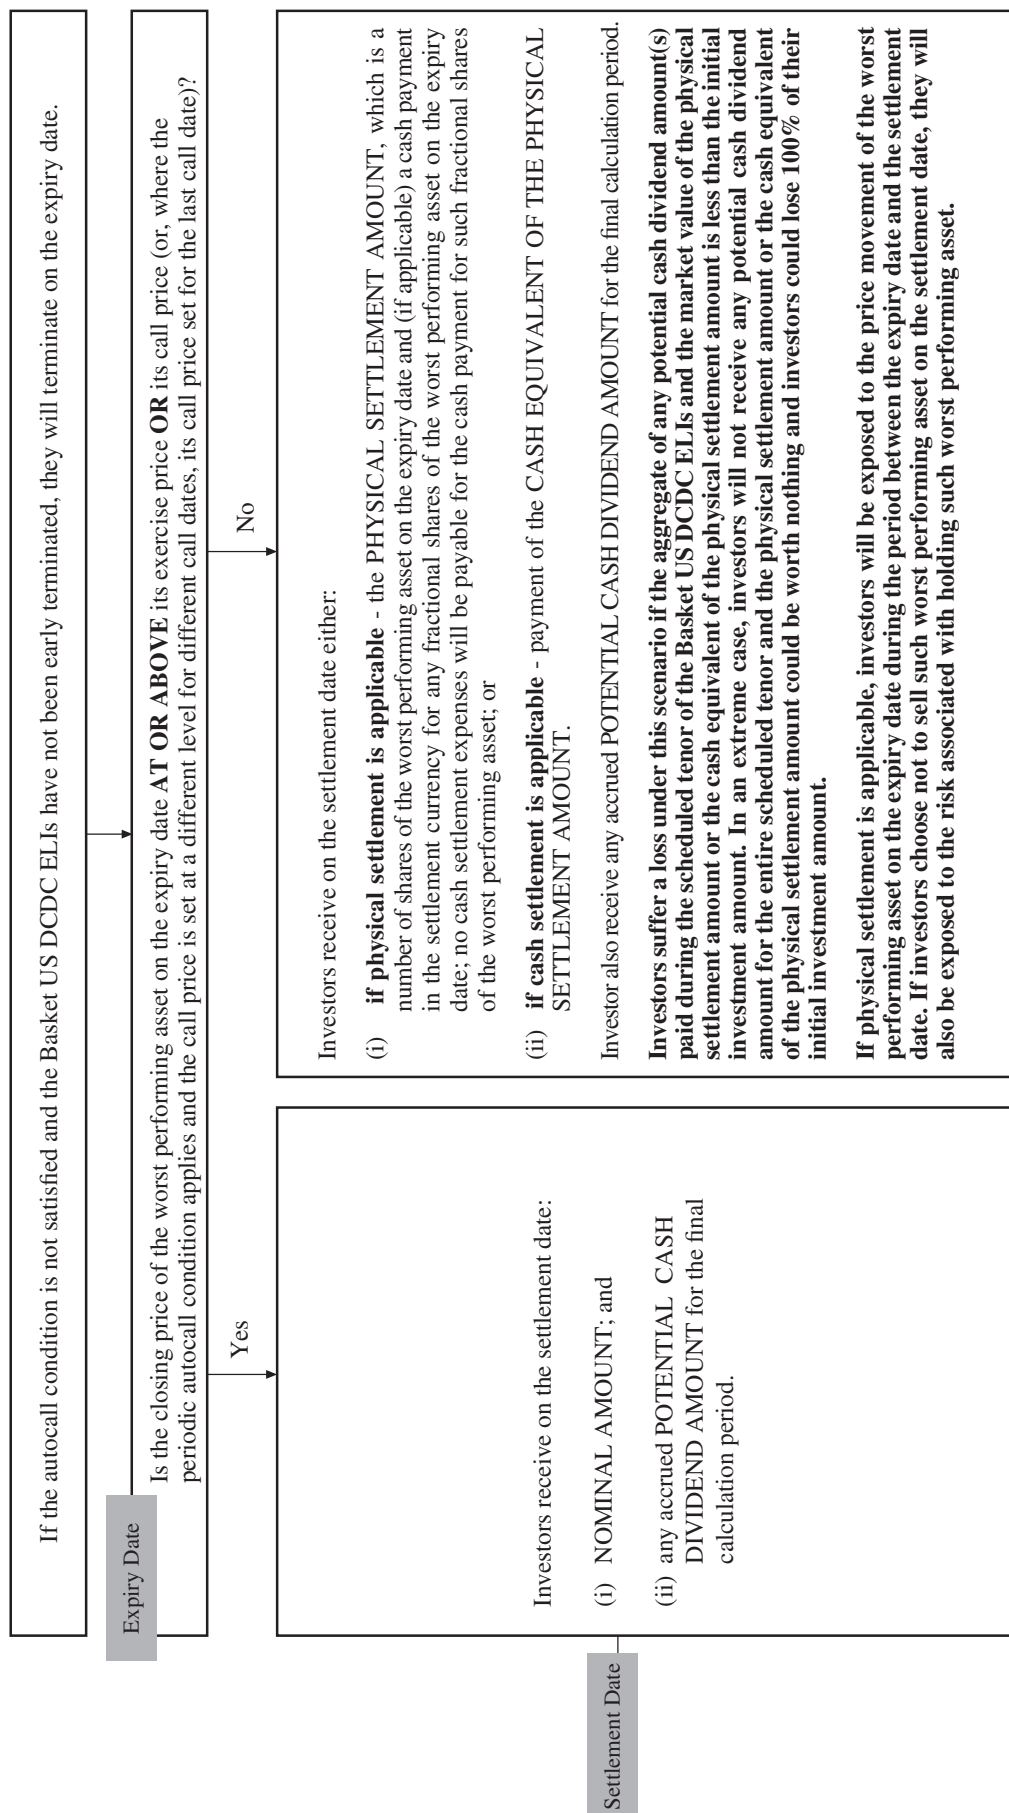 If the autocall condition is not satisfied and the Basket US DCDC ELIs have not been early terminated, they will terminate on the expiry date.
Expiry Date
Is the closing price of the worst performing asset on the expiry date AT OR ABOVE its exercise price OR its call price (or, where the
periodic autocall condition applies and the call price is set at a different level for different call dates, its call price set for the last call date)?
Yes
No
Settlement Date
Investors receive on the settlement date:
(i) NOMINAL AMOUNT; and
(ii) any accrued POTENTIAL CASH
DIVIDEND AMOUNT for the final
calculation period.
Investors receive on the settlement date either:
(i) if physical settlement is applicable - the PHYSICAL SETTLEMENT AMOUNT, which is a
number of shares of the worst performing asset on the expiry date and (if applicable) a cash payment
in the settlement currency for any fractional shares of the worst performing asset on the expiry
date; no cash settlement expenses will be payable for the cash payment for such fractional shares
of the worst performing asset; or
(ii) if cash settlement is applicable - payment of the CASH EQUIVALENT OF THE PHYSICAL
SETTLEMENT AMOUNT.
Investor also receive any accrued POTENTIAL CASH DIVIDEND AMOUNT for the final calculation period.
Investors suffer a loss under this scenario if the aggregate of any potential cash dividend amount(s)
paid during the scheduled tenor of the Basket US DCDC ELIs and the market value of the physical
settlement amount or the cash equivalent of the physical settlement amount is less than the initial
investment amount. In an extreme case, investors will not receive any potential cash dividend
amount for the entire scheduled tenor and the physical settlement amount or the cash equivalent
of the physical settlement amount could be worth nothing and investors could lose 100% of their
initial investment amount.
If physical settlement is applicable, investors will be exposed to the price movement of the worst
performing asset on the expiry date during the period between the expiry date and the settlement
date. If investors choose not to sell such worst performing asset on the settlement date, they will
also be exposed to the risk associated with holding such worst performing asset.